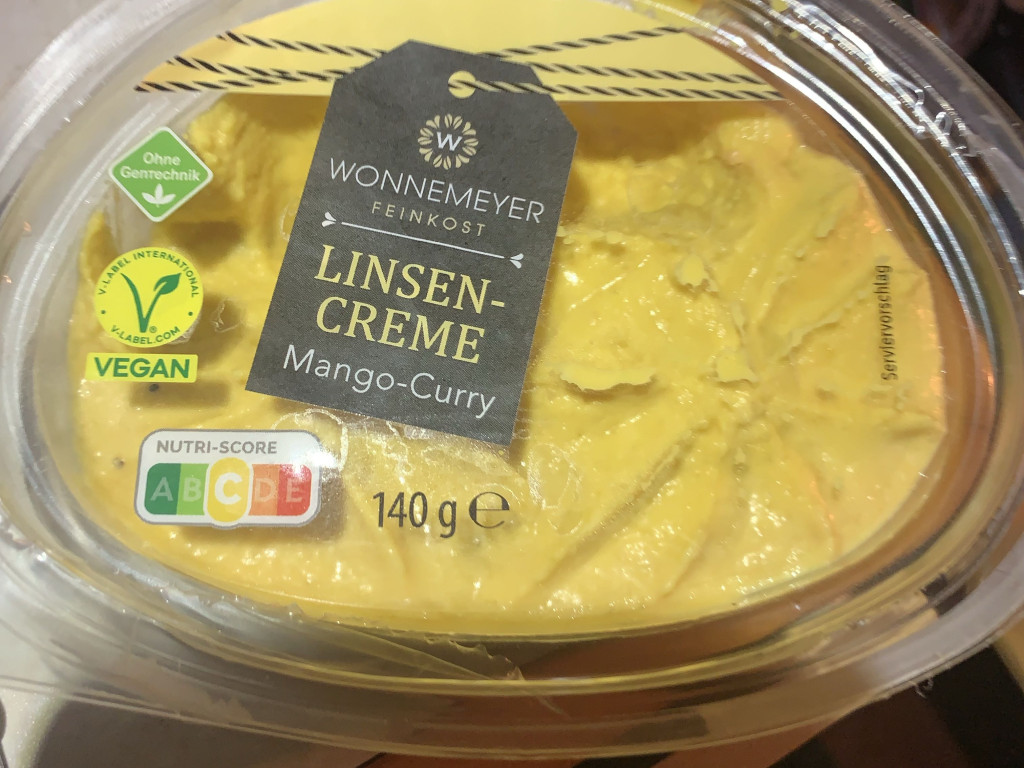 W
WONNEMEYER
FEINKOST
LINSEN-
CREME
Mango-Curry
Ohne
GenTechnik
V-LABEL INTERNATIONAL
V-LABEL.COM
VEGAN
NUTRI-SCORE
A B C D E
140 g ℮
Serviervorschlag